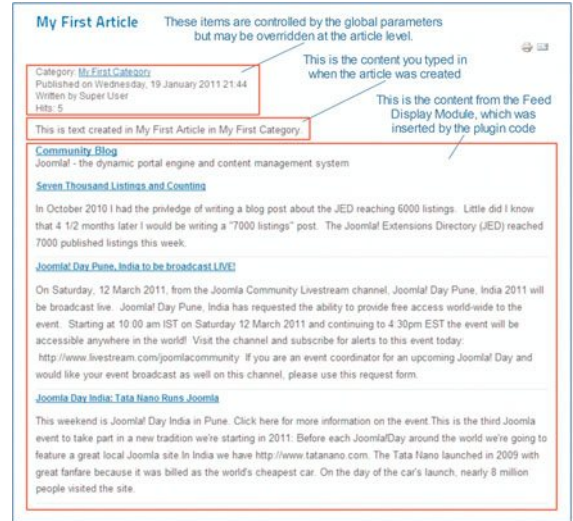 My First Article
These items are controlled by the global parameters
but may be overridden at the article level.
This is the content you typed in
when the article was created
Category: My First Category
Published on Wednesday, 19 January 2011 21:44
Written by Super User
Hits: 5
This is the content from the Feed
Display Module, which was
inserted by the plugin code
This is text created in My First Article in My First Category.
Community Blog
Joomla! - the dynamic portal engine and content management system
Seven Thousand Listings and Counting
In October 2010 I had the priviledge of writing a blog post about the JED reaching 6000 listings. Little did I know
that 4 1/2 months later I would be writing a "7000 listings" post. The Joomla! Extensions Directory (JED) reached
7000 published listings this week.
Joomla! Day Pune, India to be broadcast LIVE!
On Saturday, 12 March 2011, from the Joomla Community Livestream channel, Joomla! Day Pune, India 2011 will
be broadcast live. Joomla! Day Pune, India has requested the ability to provide free access world-wide to the
event. Starting at 10:00 am IST on Saturday 12 March 2011 and continuing to 4:30pm EST the event will be
accessible anywhere in the world! Visit the channel and subscribe for alerts to this event today:
http://www.livestream.com/joomlacommunity If you are an event coordinator for an upcoming Joomla! Day and
would like your event broadcast as well on this channel, please use this request form.
Joomla Day India: Tata Nano Runs Joomla
This weekend is Joomla! Day India in Pune. Click here for more information on the event.This is the third Joomla
event to take part in a new tradition we're starting in 2011: Before each Joomla!Day around the world we're going to
feature a great local Joomla site In India we have http://www.tatanano.com. The Tata Nano launched in 2009 with
great fanfare because it was billed as the world's cheapest car. On the day of the car's launch, nearly 8 million
people visited the site.